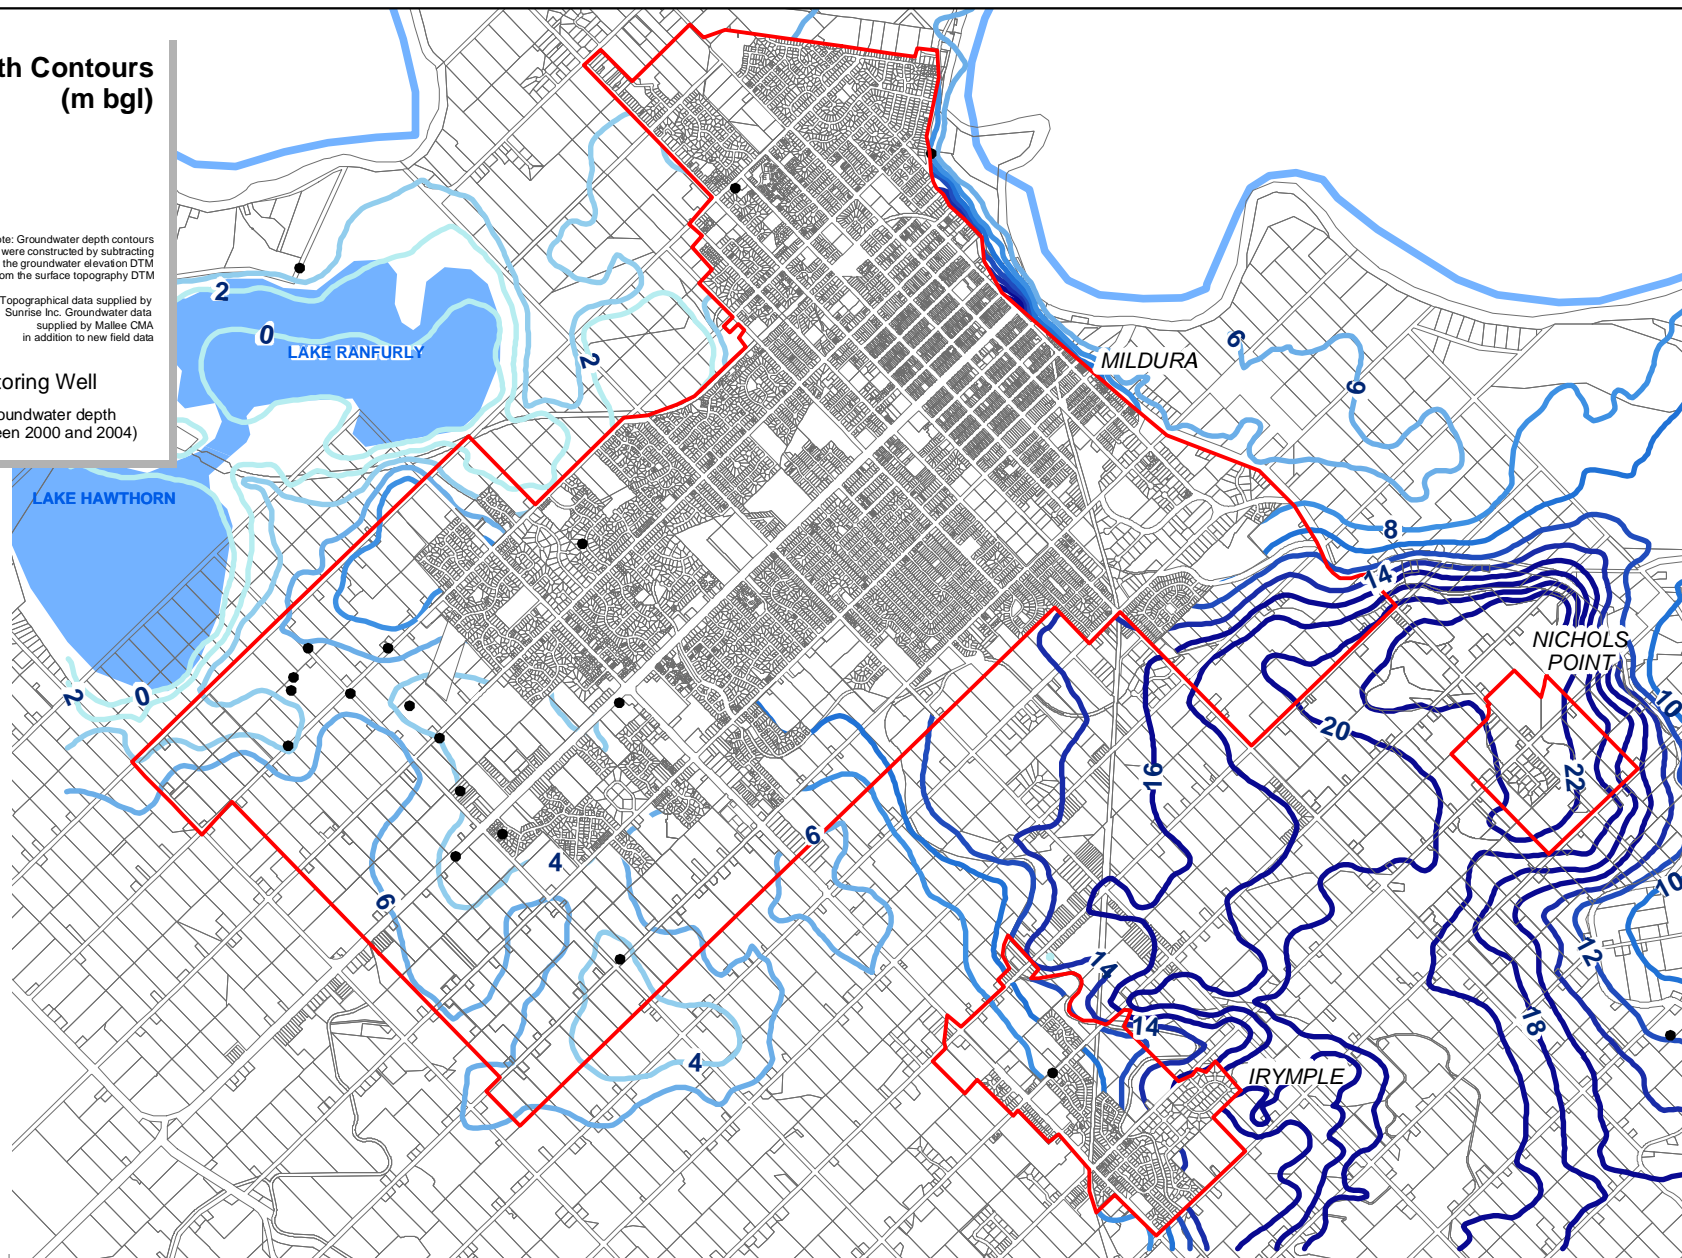 th Contours
(m bgl)
ote: Groundwater depth contours
were constructed by subtracting
the groundwater elevation DTM
om the surface topography DTM
Topographical data supplied by
Sunrise Inc. Groundwater data
supplied by Mallee CMA
in addition to new field data
toring Well
oundwater depth
een 2000 and 2004)
2
0
LAKE RANFURLY
2
LAKE HAWTHORN
2
0
MILDURA
6
6
8
14
NICHOLS
POINT
10
20
16
22
6
4
6
10
12
14
14
18
4
IRYMPLE